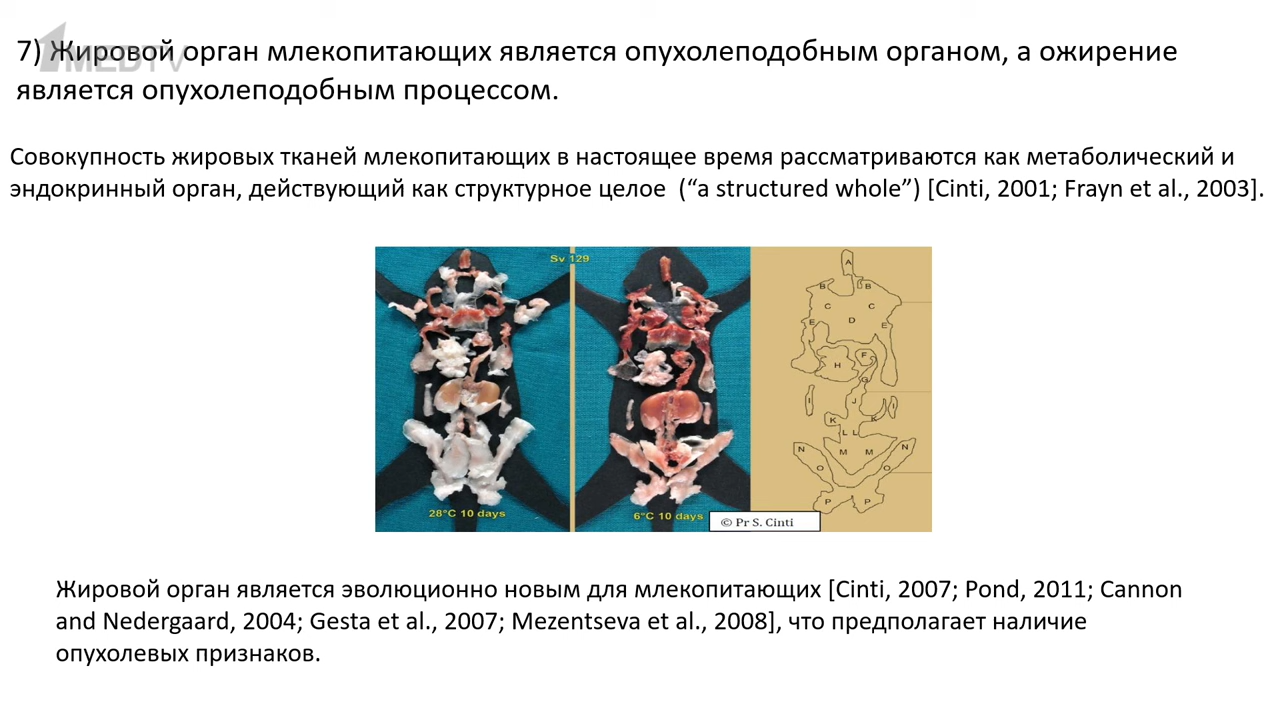 1MEDTV
7) Жировой орган млекопитающих является опухолеподобным органом, а ожирение
является опухолеподобным процессом.
Совокупность жировых тканей млекопитающих в настоящее время рассматриваются как метаболический и
эндокринный орган, действующий как структурное целое (“a structured whole”) [Cinti, 2001; Frayn et al., 2003].
Sv 129
A
B B
C C
D
E E
F
H
G
I J I
K K
L L
M M
N N
O O
P P
28°C 10 days
6°C 10 days
© Pr S. Cinti
Жировой орган является эволюционно новым для млекопитающих [Cinti, 2007; Pond, 2011; Cannon
and Nedergaard, 2004; Gesta et al., 2007; Mezentseva et al., 2008], что предполагает наличие
опухолевых признаков.